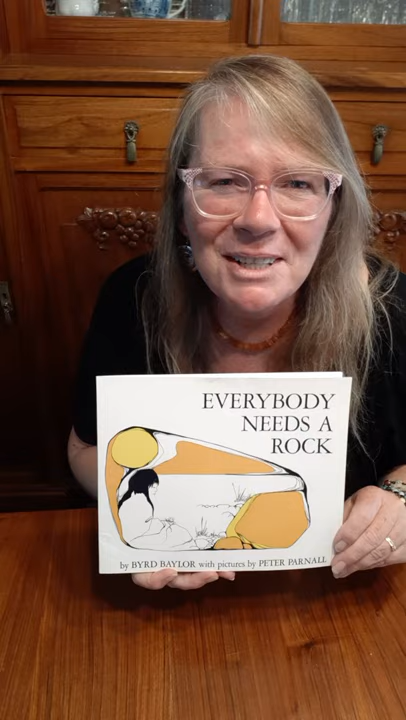 EVERYBODY
NEEDS A
ROCK
by BYRD BAYLOR with pictures by PETER PARNALL